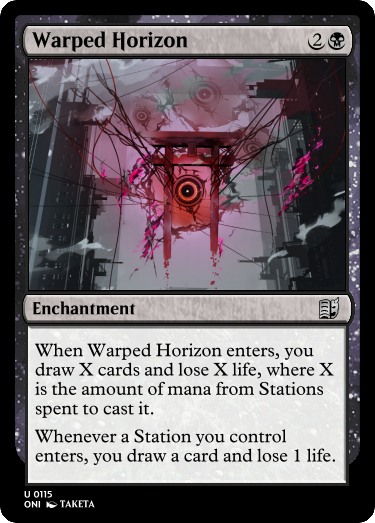 Warped Horizon 2
Enchantment
When Warped Horizon enters, you
draw X cards and lose X life, where X
is the amount of mana from Stations
spent to cast it.
Whenever a Station you control
enters, you draw a card and lose 1 life.
U 0115
ONI TAKETA